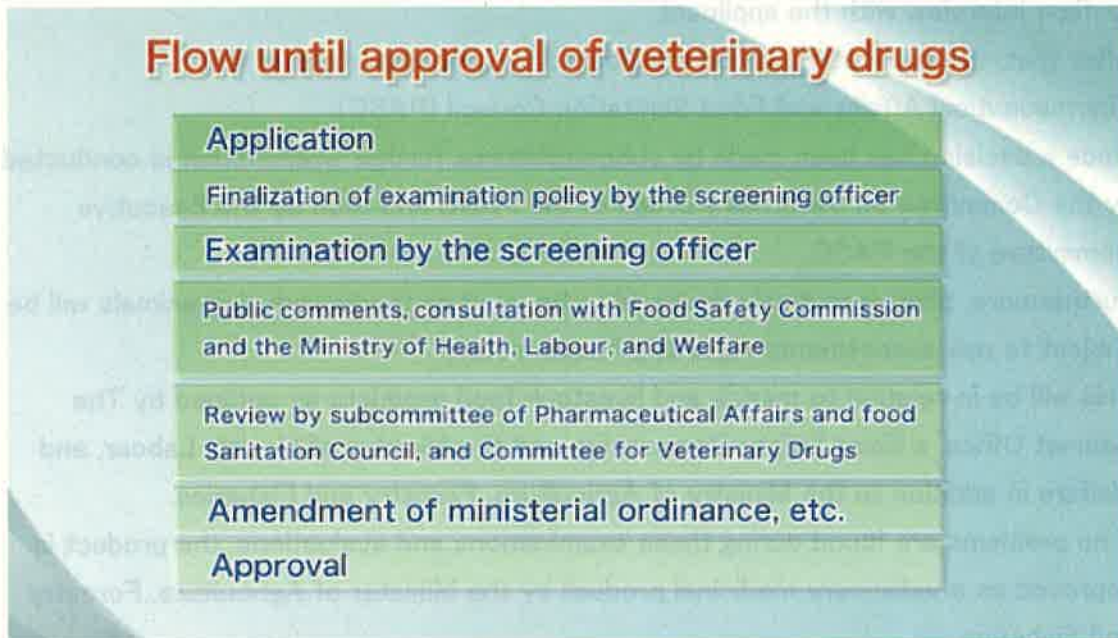 Flow until approval of veterinary drugs
Application
Finalization of examination policy by the screening officer
Examination by the screening officer
Public comments, consultation with Food Safety Commission
and the Ministry of Health, Labour, and Welfare
Review by subcommittee of Pharmaceutical Affairs and food
Sanitation Council, and Committee for Veterinary Drugs
Amendment of ministerial ordinance, etc.
Approval